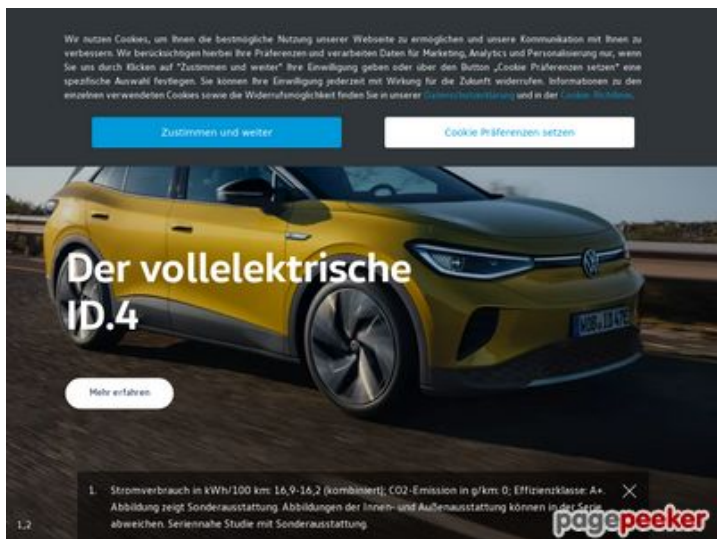 Wir nutzen Cookies, um Ihnen die bestmögliche Nutzung unserer Webseite zu ermöglichen und unsere Kommunikation mit Ihnen zu
verbessern. Wir berücksichtigen hierbei Ihre Präferenzen und verarbeiten Daten für Marketing, Analytics und Personalisierung nur, wenn
Sie uns durch Klicken auf "Zustimmen und weiter" Ihre Einwilligung geben oder über den Button „Cookie Präferenzen setzen" eine
spezifische Auswahl festlegen. Sie können Ihre Einwilligung jederzeit mit Wirkung für die Zukunft widerrufen. Informationen zu den
einzelnen verwendeten Cookies sowie die Widerrufsmöglichkeit finden Sie in unserer Datenschutzerklärung und in der Cookie-Richtlinie.
Zustimmen und weiter
Cookie Präferenzen setzen
Der vollelektrische
ID.4
Mehr erfahren
1. Stromverbrauch in kWh/100 km: 16,9-16,2 (kombiniert); CO2-Emission in g/km: 0; Effizienzklasse: A+.
Abbildung zeigt Sonderausstattung. Abbildungen der Innen- und Außenausstattung können in der Serie
abweichen. Seriennahe Studie mit Sonderausstattung.
1,2
pagepeeker